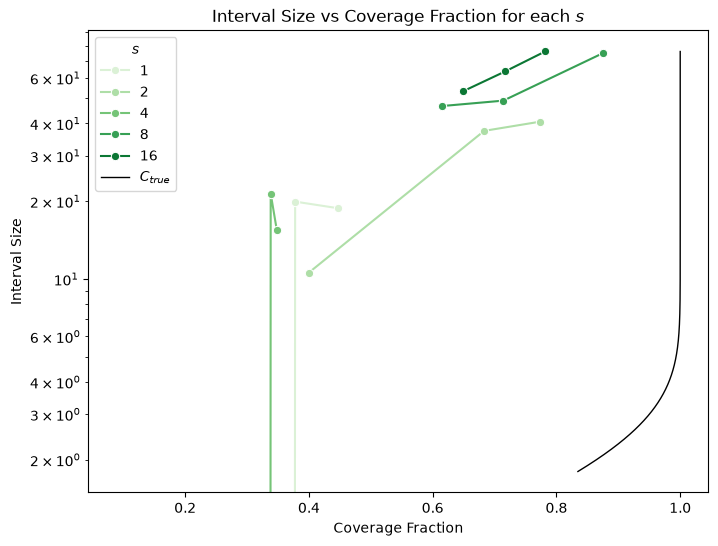 Interval Size vs Coverage Fraction for each s
s
1
2
4
8
16
C_true
6 × 10^1
4 × 10^1
3 × 10^1
2 × 10^1
10^1
6 × 10^0
4 × 10^0
3 × 10^0
2 × 10^0
Interval Size
0.2 0.4 0.6 0.8 1.0
Coverage Fraction